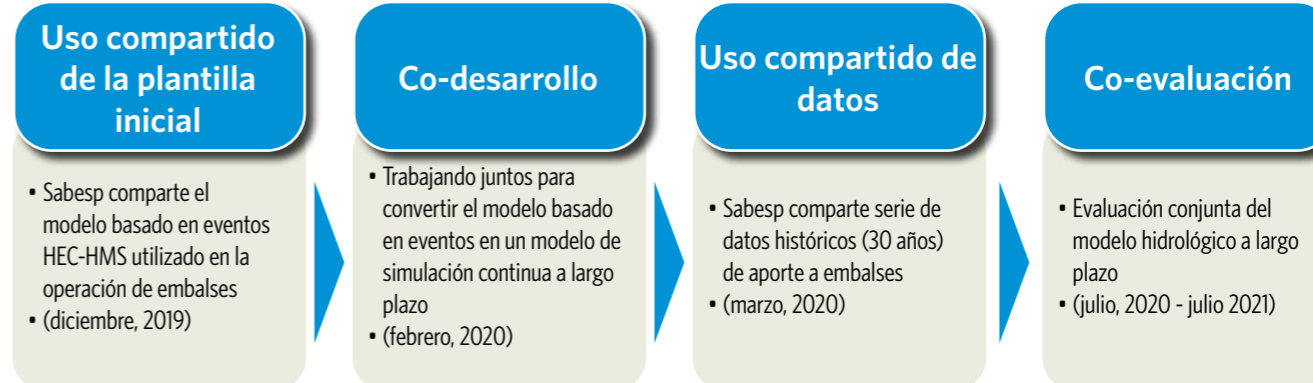 Uso compartido
de la plantilla
inicial
• Sabesp comparte el
modelo basado en eventos
HEC-HMS utilizado en la
operación de embalses
• (diciembre, 2019)
Co-desarrollo
• Trabajando juntos para
convertir el modelo basado
en eventos en un modelo de
simulación continua a largo
plazo
• (febrero, 2020)
Uso compartido de
datos
• Sabesp comparte serie de
datos históricos (30 años)
de aporte a embalses
• (marzo, 2020)
Co-evaluación
• Evaluación conjunta del
modelo hidrológico a largo
plazo
• (julio, 2020 - julio 2021)